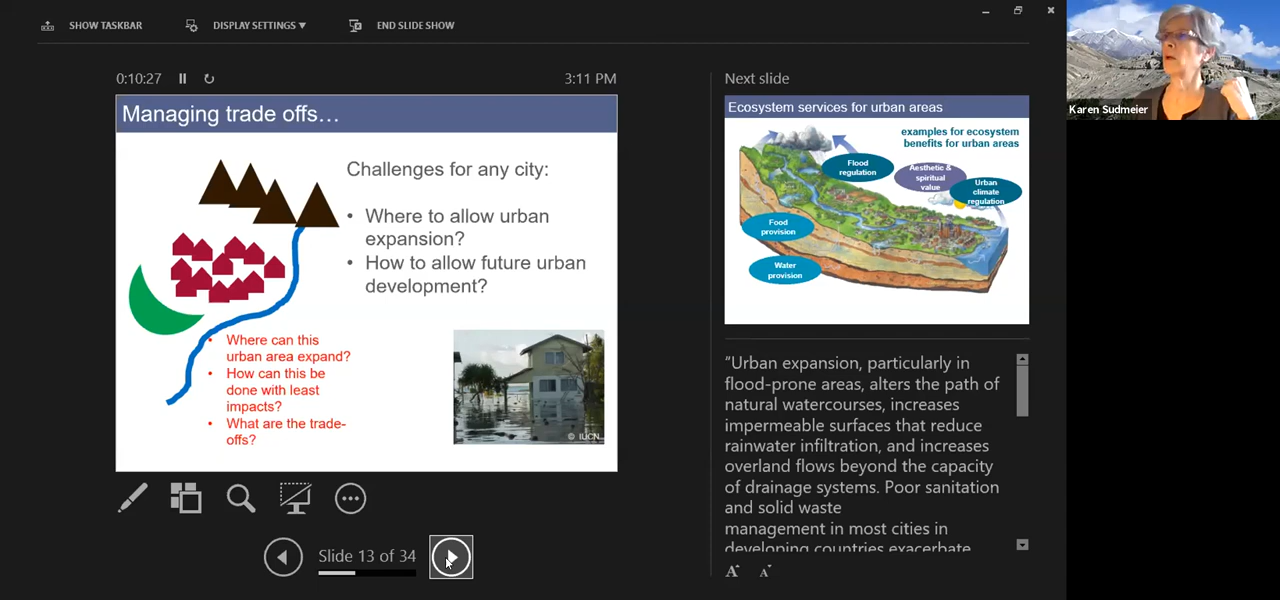 SHOW TASKBAR
DISPLAY SETTINGS ▾
END SLIDE SHOW
Karen Sudmeier
0:10:27
3:11 PM
Managing trade offs…
Challenges for any city:
• Where to allow urban
expansion?
• How to allow future urban
development?
• Where can this
urban area expand?
• How can this be
done with least
impacts?
• What are the trade-
offs?
© IUCN
Slide 13 of 34
Next slide
Ecosystem services for urban areas
examples for ecosystem
benefits for urban areas
Flood
regulation
Aesthetic &
spiritual
value
Urban
climate
regulation
Food
provision
Water
provision
"Urban expansion, particularly in
flood-prone areas, alters the path of
natural watercourses, increases
impermeable surfaces that reduce
rainwater infiltration, and increases
overland flows beyond the capacity
of drainage systems. Poor sanitation
and solid waste
management in most cities in
developing countries exacerbate
A A